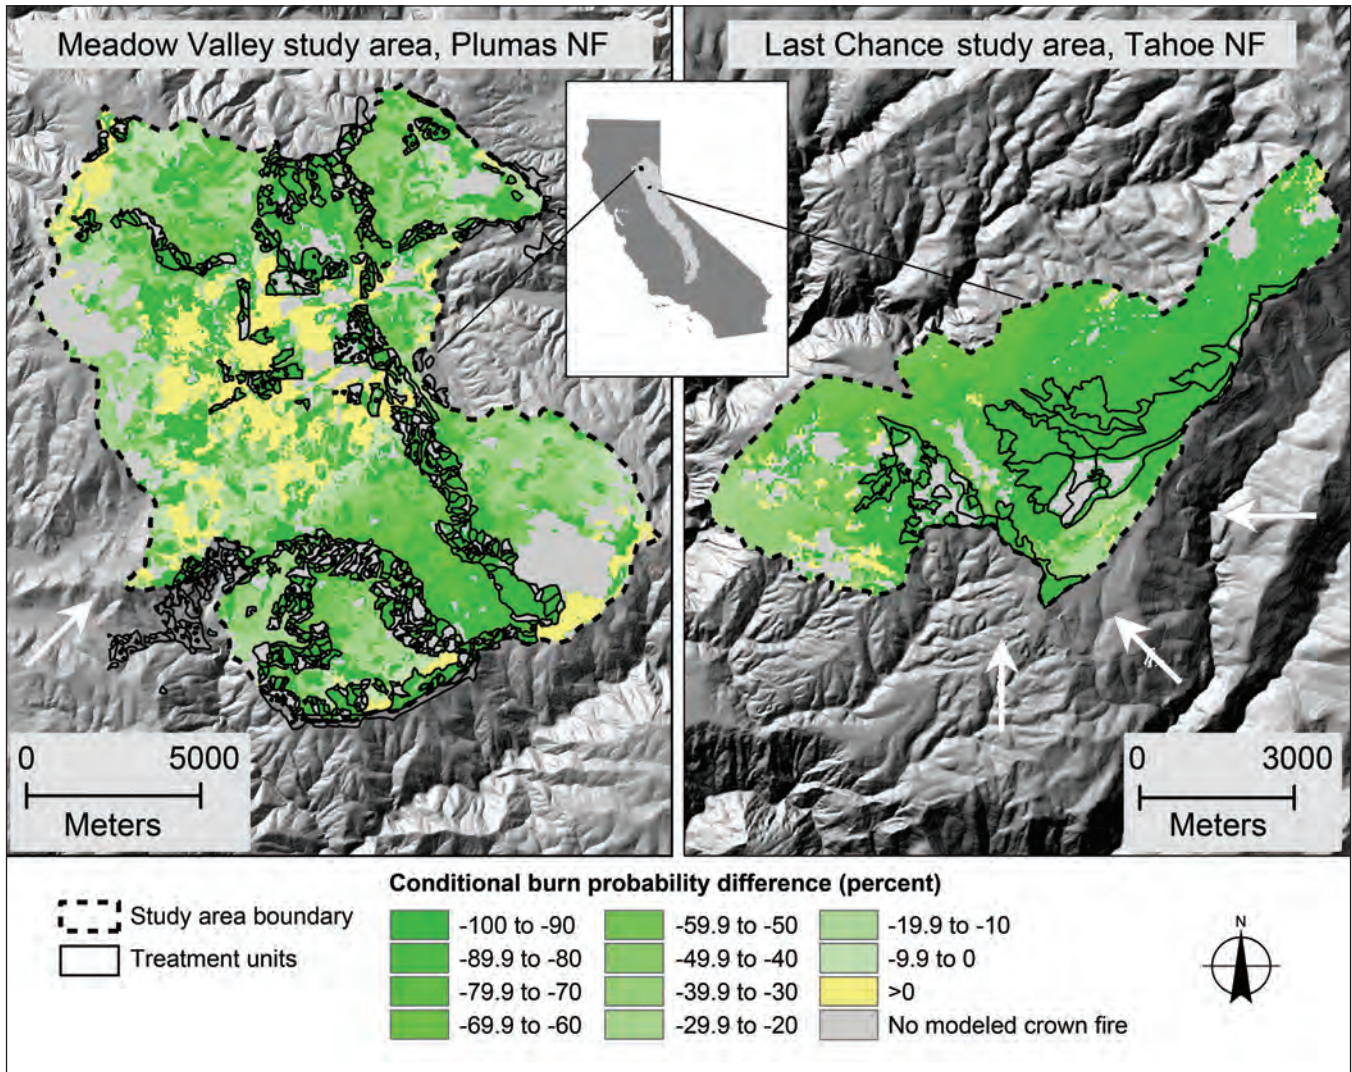 Meadow Valley study area, Plumas NF
Last Chance study area, Tahoe NF
0 5000
Meters
0 3000
Meters
Conditional burn probability difference (percent)
Study area boundary
Treatment units
-100 to -90
-89.9 to -80
-79.9 to -70
-69.9 to -60
-59.9 to -50
-49.9 to -40
-39.9 to -30
-29.9 to -20
-19.9 to -10
-9.9 to 0
>0
No modeled crown fire
N